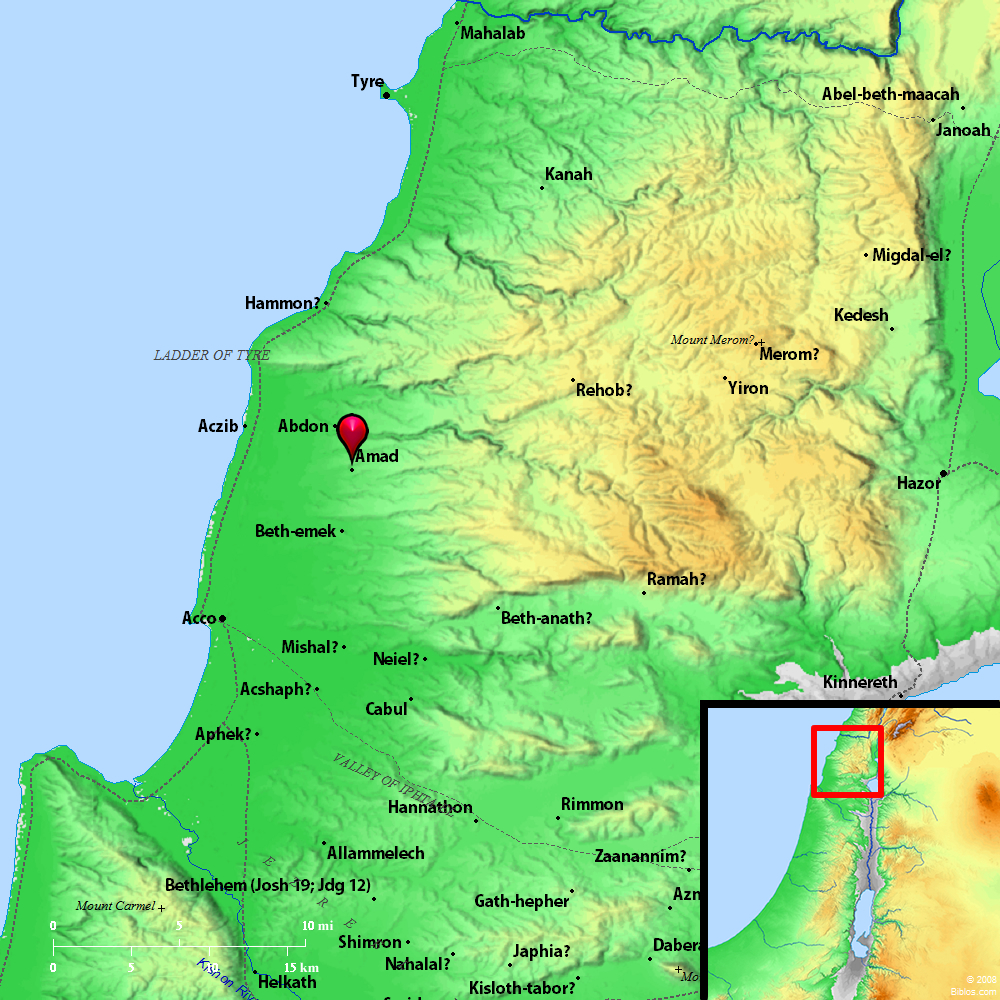 Mahalab
Tyre
Abel-beth-maacah
Janoah
Kanah
Migdal-el?
Hammon?
Kedesh
Mount Merom?
Merom?
LADDER OF TYRE
Rehob?
Yiron
Aczib
Abdon
Amad
Hazor
Beth-emek
Ramah?
Acco
Beth-anath?
Mishal?
Neiel?
Acshaph?
Kinnereth
Cabul
Aphek?
VALLEY OF IPHTAH-EL
Hannathon
Rimmon
Allammelech
Zaanannim?
J E R E
Bethlehem (Josh 19; Jdg 12)
Gath-hepher
Azn
Mount Carmel
0 5 10 mi
Shimron
Japhia?
Dabera
Nahalal?
0 5 10 15 km
Kishon River
Helkath
Kisloth-tabor?
Mo
© 2008
Biblos.com